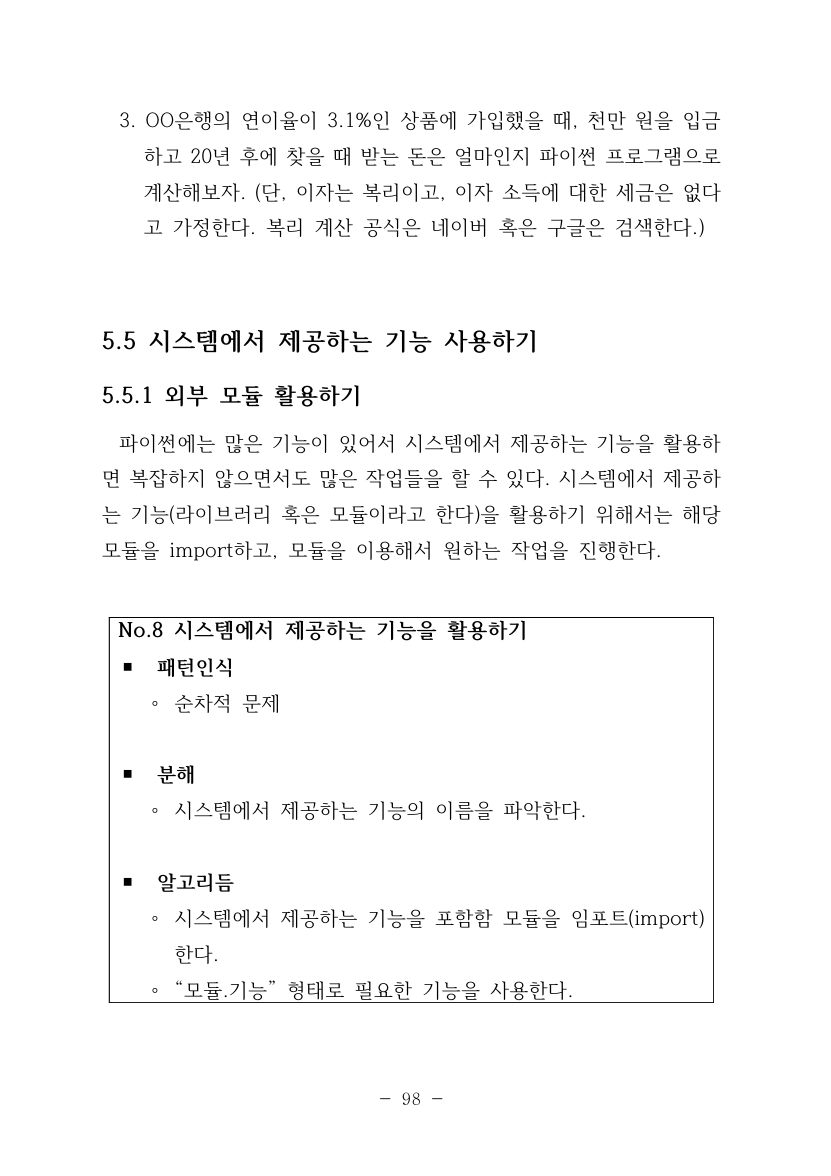 3. OO은행의 연이율이 3.1%인 상품에 가입했을 때, 천만 원을 입금
하고 20년 후에 찾을 때 받는 돈은 얼마인지 파이썬 프로그램으로
계산해보자. (단, 이자는 복리이고, 이자 소득에 대한 세금은 없다
고 가정한다. 복리 계산 공식은 네이버 혹은 구글은 검색한다.)
5.5 시스템에서 제공하는 기능 사용하기
5.5.1 외부 모듈 활용하기
파이썬에는 많은 기능이 있어서 시스템에서 제공하는 기능을 활용하
면 복잡하지 않으면서도 많은 작업들을 할 수 있다. 시스템에서 제공하
는 기능(라이브러리 혹은 모듈이라고 한다)을 활용하기 위해서는 해당
모듈을 import하고, 모듈을 이용해서 원하는 작업을 진행한다.
No.8 시스템에서 제공하는 기능을 활용하기
▪ 패턴인식
◦ 순차적 문제
▪ 분해
◦ 시스템에서 제공하는 기능의 이름을 파악한다.
▪ 알고리듬
◦ 시스템에서 제공하는 기능을 포함함 모듈을 임포트(import)
한다.
◦ “모듈.기능” 형태로 필요한 기능을 사용한다.
- 98 -